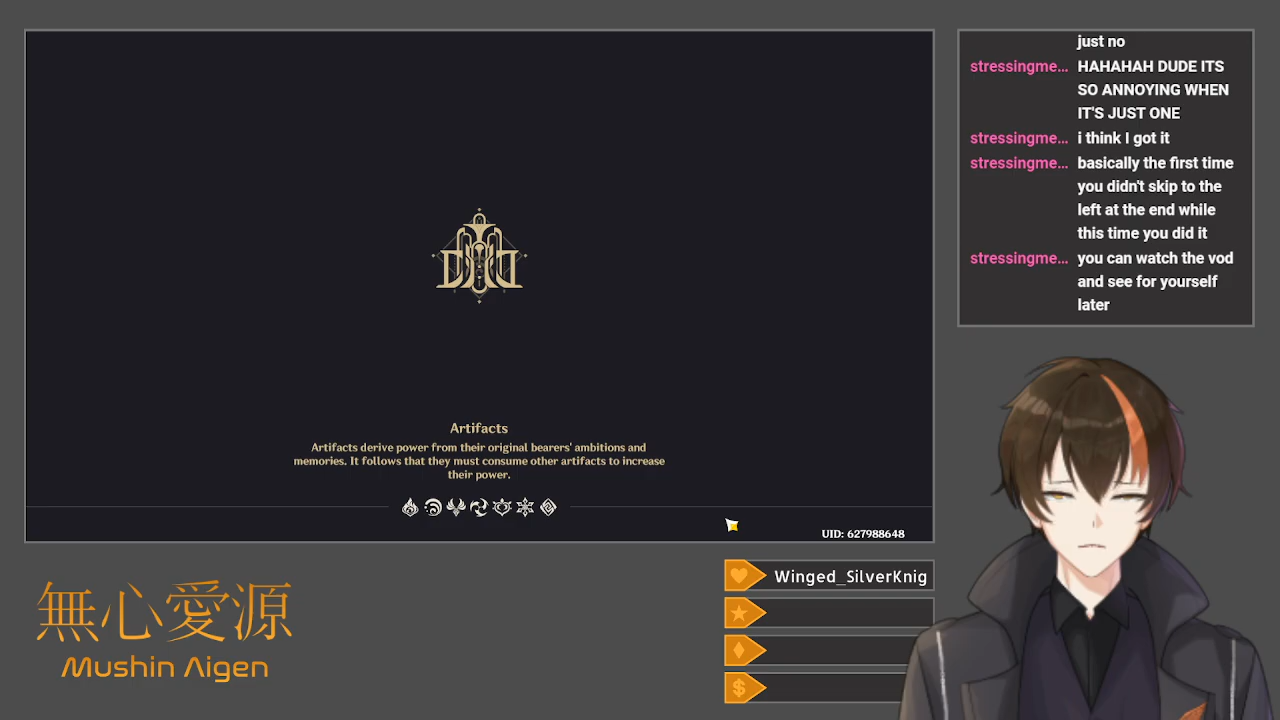 just no
stressingme... HAHAHAH DUDE ITS
SO ANNOYING WHEN
IT'S JUST ONE
stressingme... i think I got it
stressingme... basically the first time
you didn't skip to the
left at the end while
this time you did it
stressingme... you can watch the vod
and see for yourself
later
Artifacts
Artifacts derive power from their original bearers' ambitions and
memories. It follows that they must consume other artifacts to increase
their power.
UID: 627988648
Winged_SilverKnig
無心愛源
Mushin Aigen